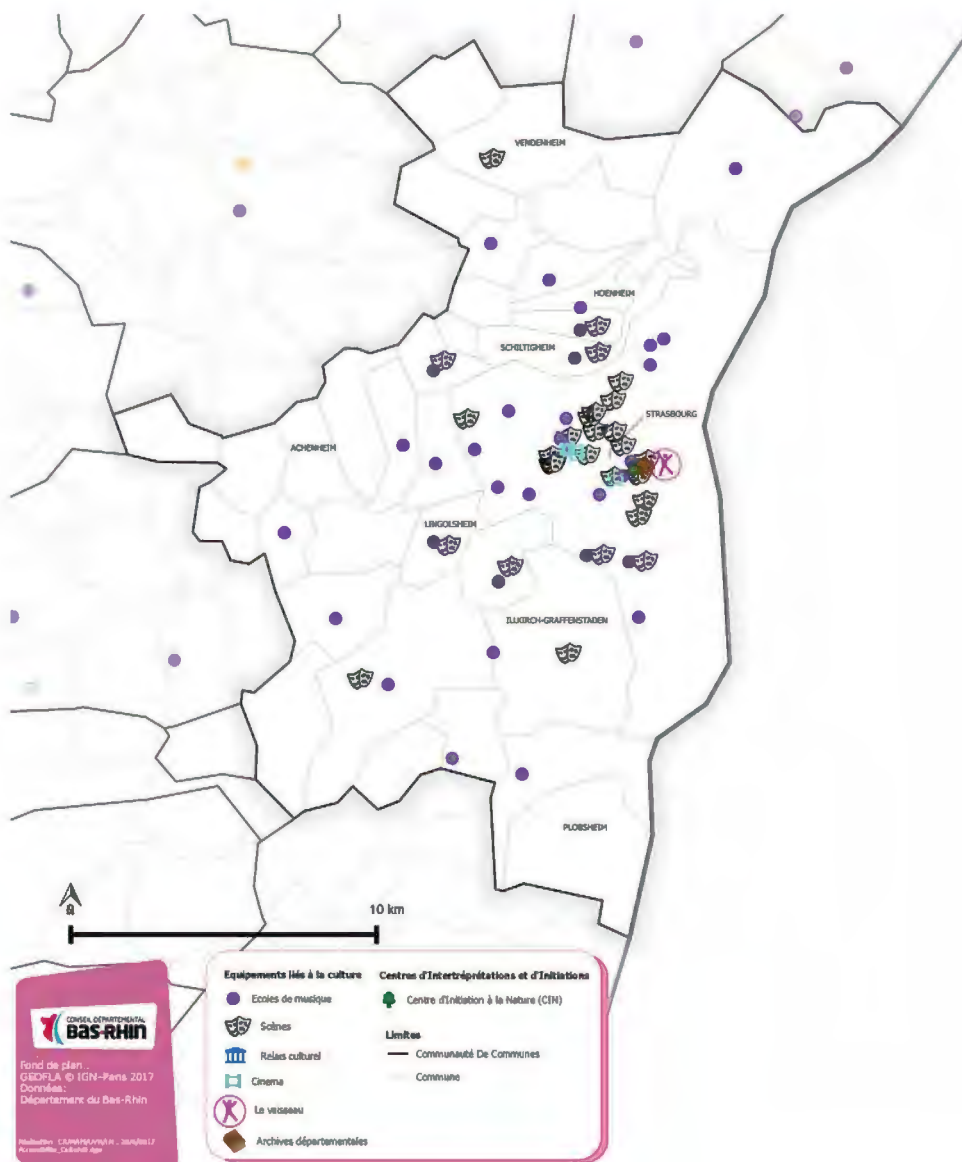 VENDENHEIM
HOENHEIM
SCHILTIGHEIM
STRASBOURG
ACHENHEIM
LINGOLSHEIM
ILLKIRCH-GRAFFENSTADEN
PLOBSHEIM
10 km
CONSEIL DÉPARTEMENTAL
BAS-RHIN
Fond de plan :
GEOFLA © IGN-Paris 2017
Données:
Département du Bas-Rhin
Equipements liés à la culture
Ecoles de musique
Scènes
Relais culturel
Cinema
Le vaisseau
Archives départementales
Centres d'Intertréprétations et d'Initiations
Centre d'Initiation à la Nature (CIN)
Limites
Communauté De Communes
Commune